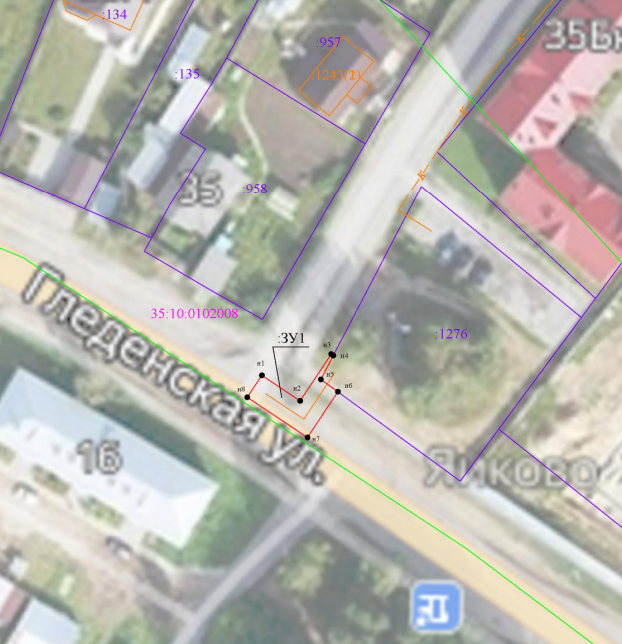 :134
:957
35Бн
:135
:1241(1)
35
:958
35:10:0102008
Гледенская ул.
:ЗУ1
н3
н4
:1276
н1
н5
н6
н8
н2
н7
16
Яиково